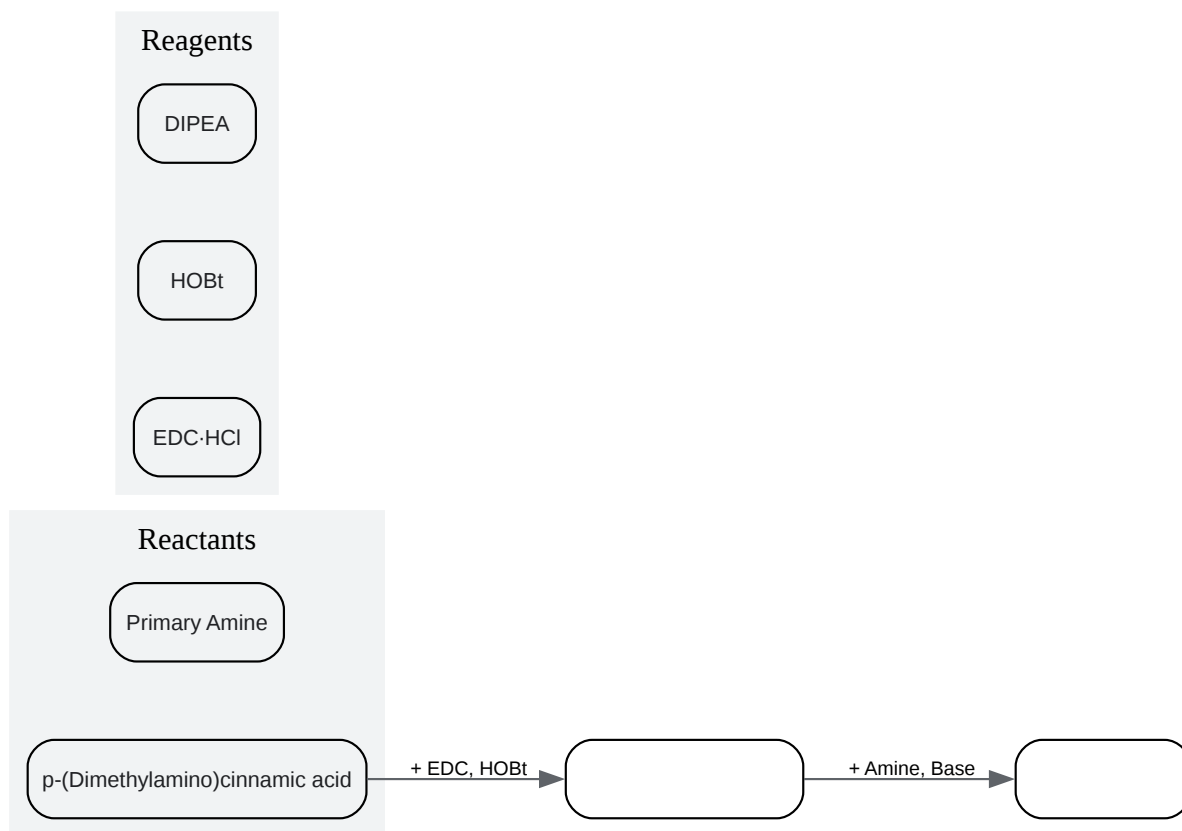 Reagents
DIPEA
HOBt
EDC·HCl
Reactants
Primary Amine
p-(Dimethylamino)cinnamic acid
+ EDC, HOBt
+ Amine, Base